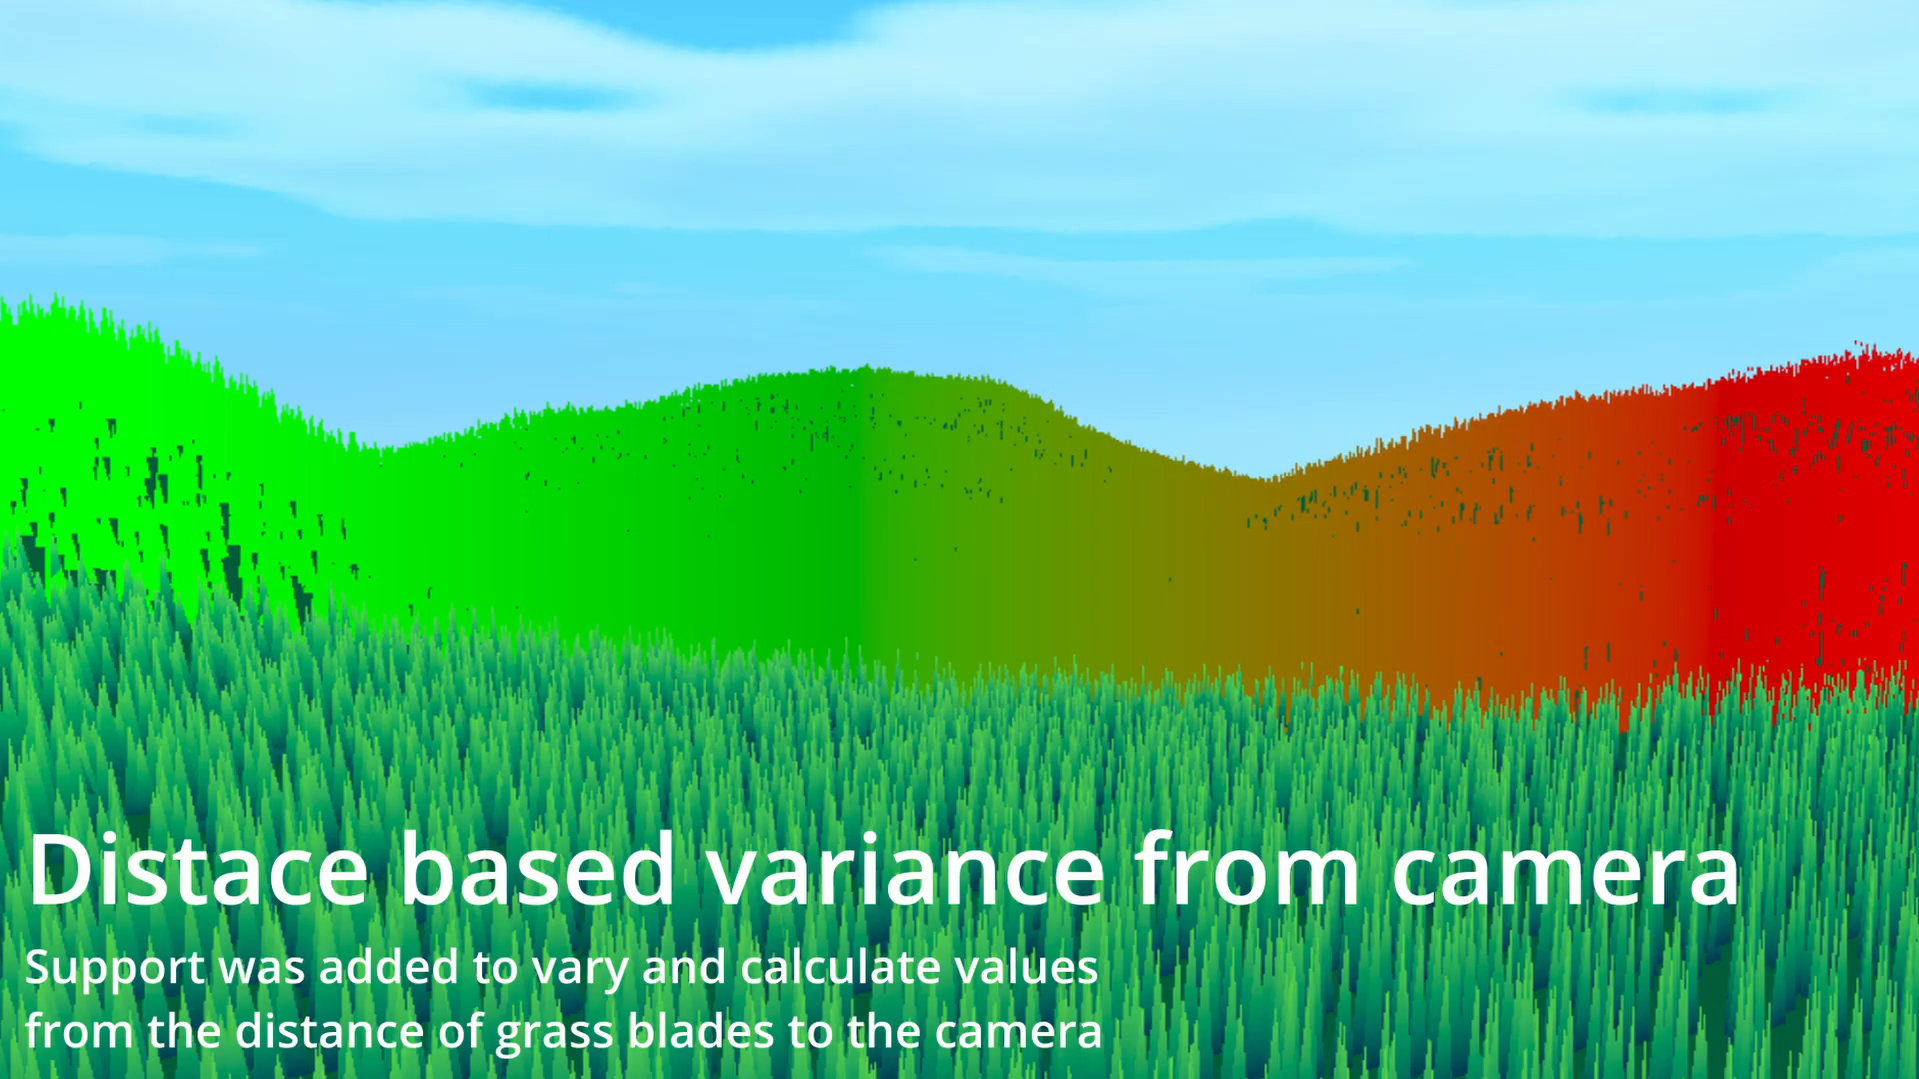 Distace based variance from camera
Support was added to vary and calculate values
from the distance of grass blades to the camera